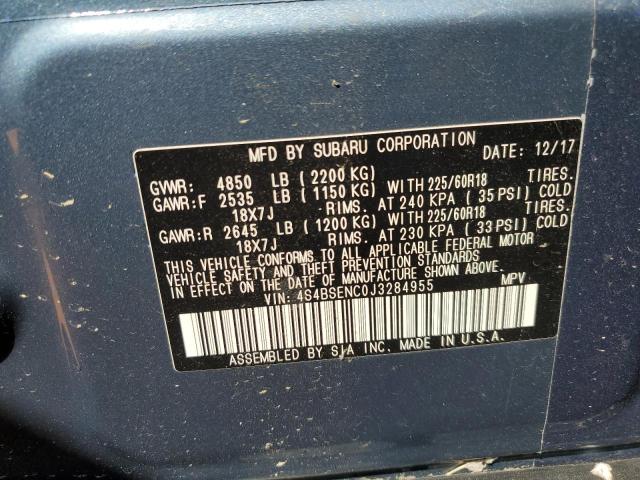 MFD BY SUBARU CORPORATION DATE: 12/17
GVWR: 4850 LB (2200 KG)
GAWR:F 2535 LB (1150 KG) WITH 225/60R18 TIRES.
18X7J RIMS. AT 240 KPA (35 PSI) COLD
GAWR:R 2645 LB (1200 KG) WITH 225/60R18 TIRES.
18X7J RIMS. AT 230 KPA (33 PSI) COLD
THIS VEHICLE CONFORMS TO ALL APPLICABLE FEDERAL MOTOR
VEHICLE SAFETY AND THEFT PREVENTION STANDARDS
IN EFFECT ON THE DATE OF MANUFACTURE SHOWN ABOVE.
VIN: 4S4BSENC0J3284955 MPV
ASSEMBLED BY SIA INC. MADE IN U.S.A.